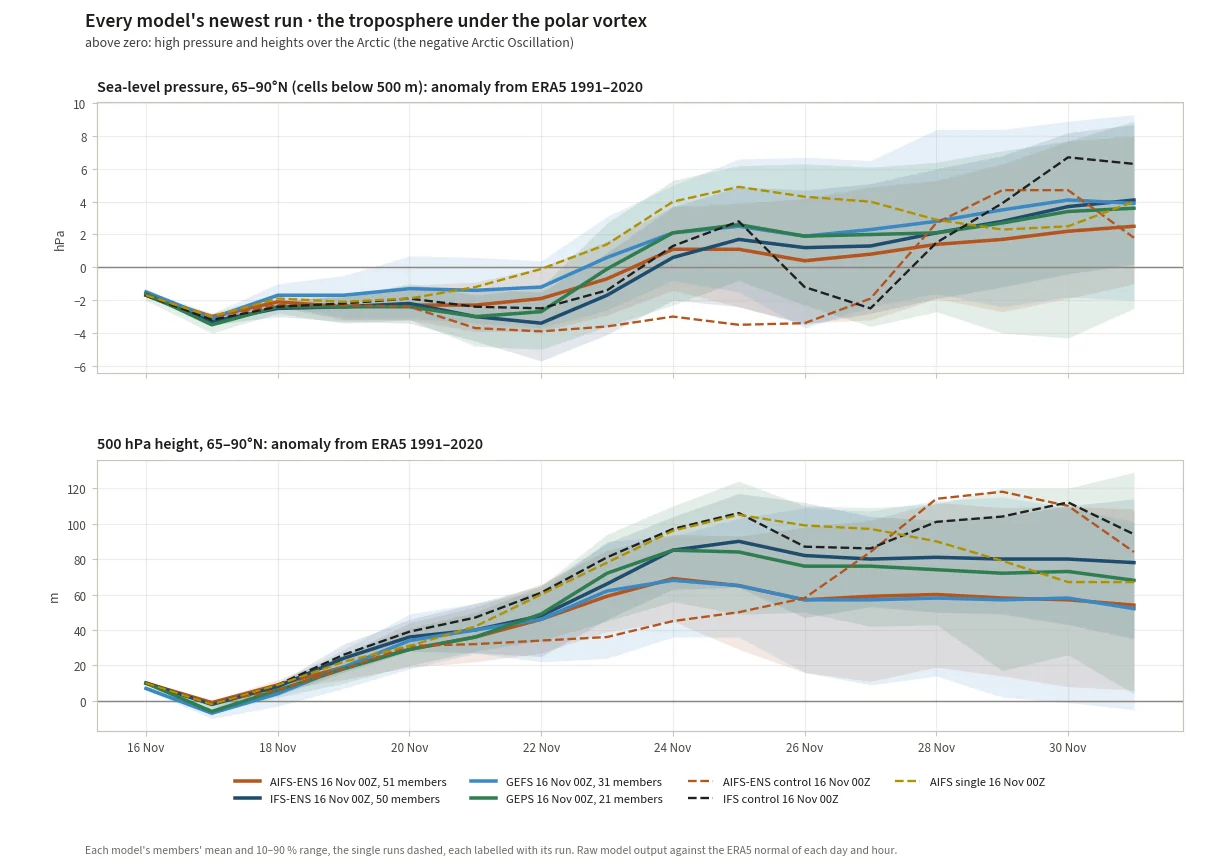 Every model's newest run · the troposphere under the polar vortex
above zero: high pressure and heights over the Arctic (the negative Arctic Oscillation)
Sea-level pressure, 65–90°N (cells below 500 m): anomaly from ERA5 1991–2020
10
8
6
4
2
0
−2
−4
−6
hPa
500 hPa height, 65–90°N: anomaly from ERA5 1991–2020
120
100
80
60
40
20
0
m
16 Nov 18 Nov 20 Nov 22 Nov 24 Nov 26 Nov 28 Nov 30 Nov
AIFS-ENS 16 Nov 00Z, 51 members GEFS 16 Nov 00Z, 31 members AIFS-ENS control 16 Nov 00Z AIFS single 16 Nov 00Z
IFS-ENS 16 Nov 00Z, 50 members GEPS 16 Nov 00Z, 21 members IFS control 16 Nov 00Z
Each model's members' mean and 10–90 % range, the single runs dashed, each labelled with its run. Raw model output against the ERA5 normal of each day and hour.